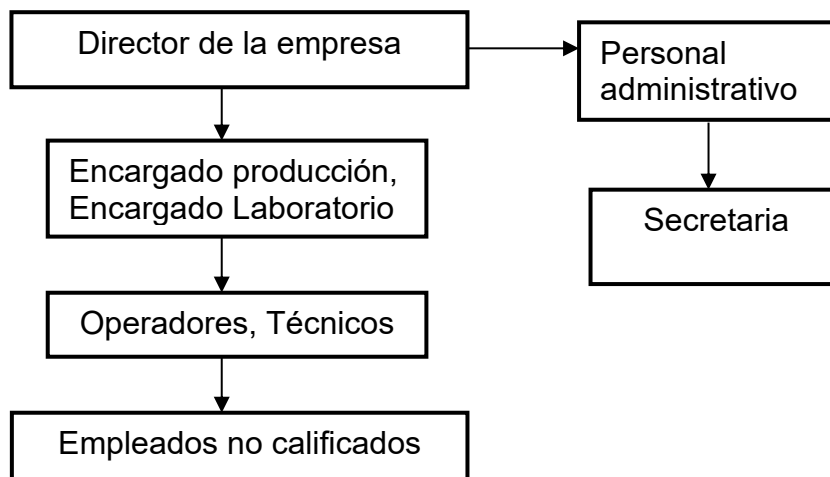 Director de la empresa
Personal
administrativo
Encargado producción,
Encargado Laboratorio
Secretaria
Operadores, Técnicos
Empleados no calificados